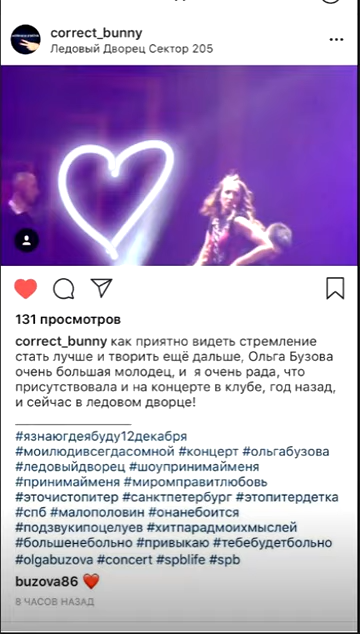 correct_bunny
Ледовый Дворец Сектор 205
131 просмотров
correct_bunny как приятно видеть стремление
стать лучше и творить ещё дальше, Ольга Бузова
очень большая молодец, и я очень рада, что
присутствовала и на концерте в клубе, год назад,
и сейчас в ледовом дворце!
#язнаюгдеябуду12декабря
#моилюдивсегдасомной #концерт #ольгабузова
#ледовыйдворец #шоупринимайменя
#принимайменя #миромправитлюбовь
#эточистопитер #санктпетербург #этопитердетка
#спб #малополовин #онанебоится
#подзвукипоцелуев #хитпарадмоихмыслей
#большенебольно #привыкаю #тебебудетбольно
#olgabuzova #concert #spblife #spb
buzova86 ❤️
8 ЧАСОВ НАЗАД